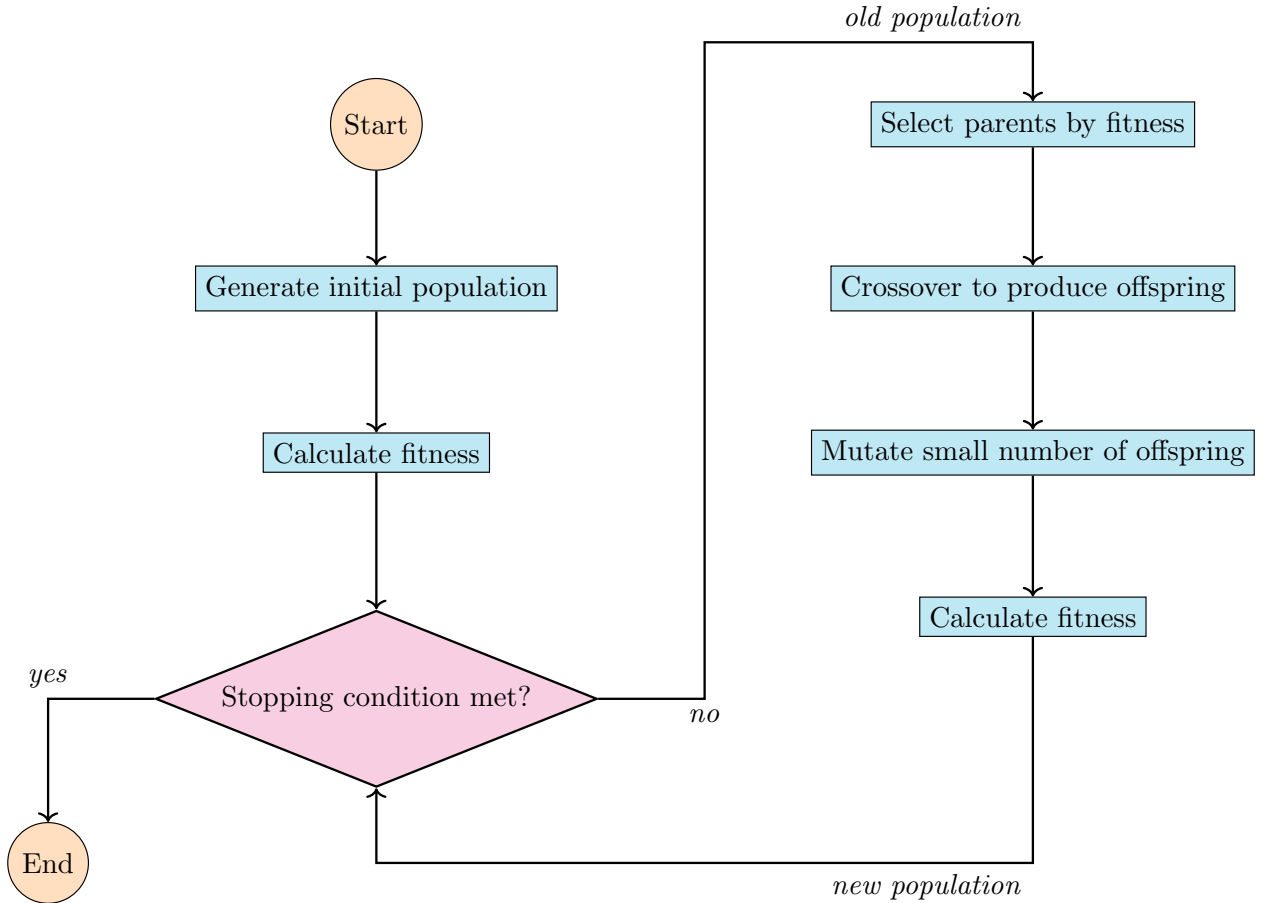 Start
Generate initial population
Calculate fitness
Stopping condition met?
yes
End
no
old population
Select parents by fitness
Crossover to produce offspring
Mutate small number of offspring
Calculate fitness
new population